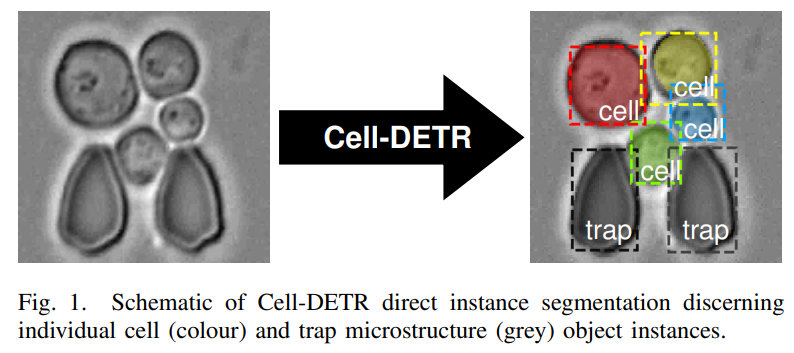 Cell-DETR
cell
cell
cell
cell
trap
trap
Fig. 1. Schematic of Cell-DETR direct instance segmentation discerning
individual cell (colour) and trap microstructure (grey) object instances.